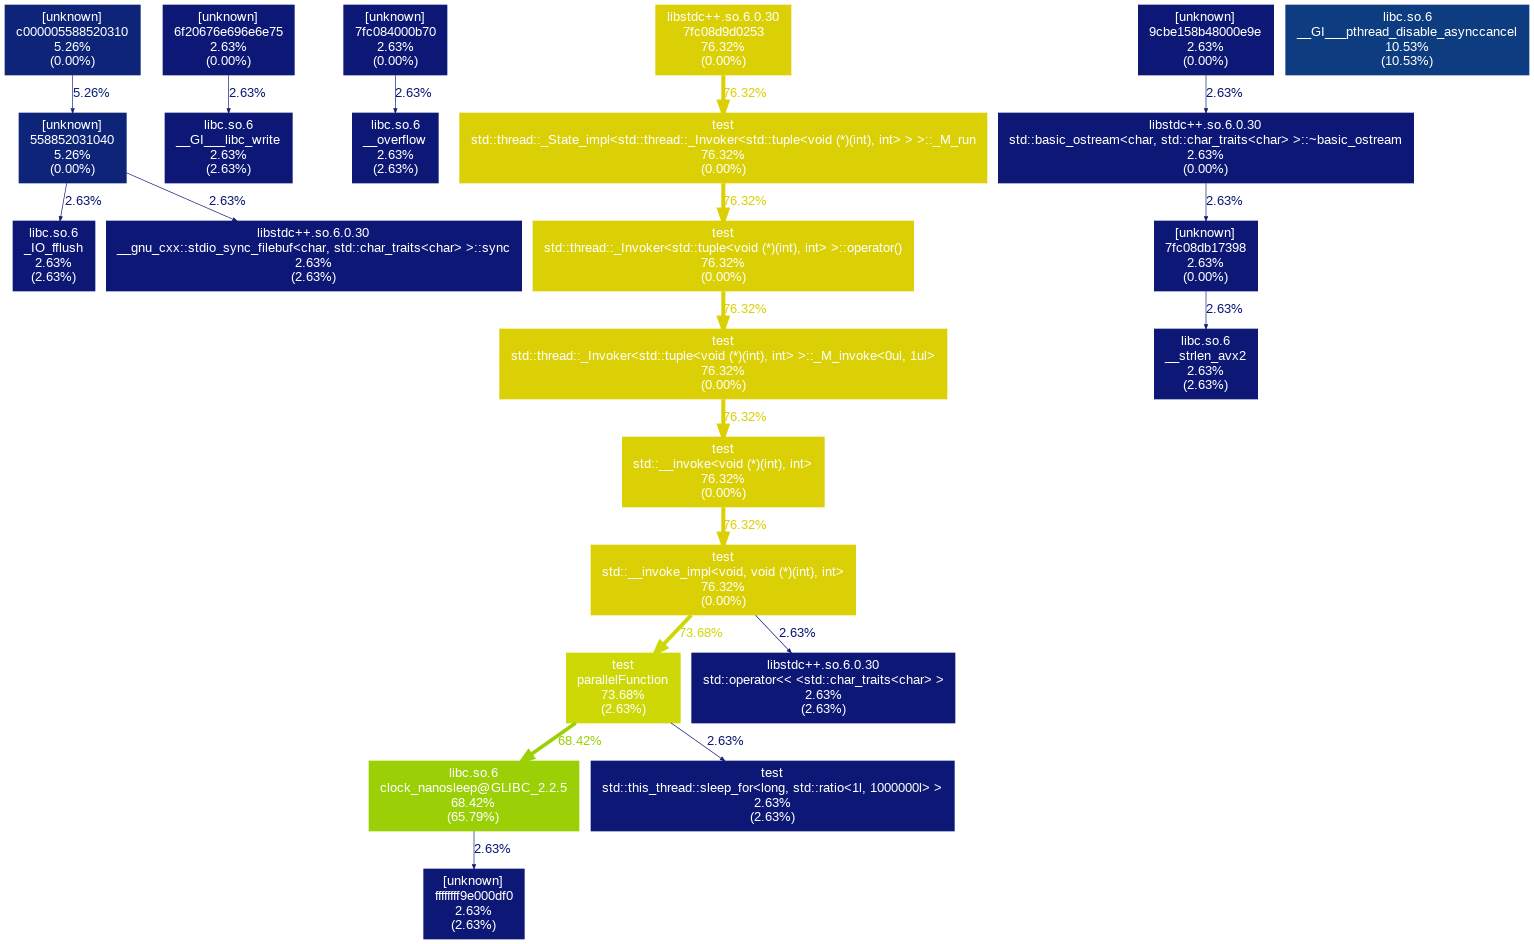 [unknown]
c000005588520310
5.26%
(0.00%)
[unknown]
6f20676e696e6e75
2.63%
(0.00%)
[unknown]
7fc084000b70
2.63%
(0.00%)
libstdc++.so.6.0.30
7fc08d9d0253
76.32%
(0.00%)
[unknown]
9cbe158b48000e9e
2.63%
(0.00%)
libc.so.6
__GI___pthread_disable_asynccancel
10.53%
(10.53%)
5.26%
2.63%
2.63%
76.32%
2.63%
[unknown]
558852031040
5.26%
(0.00%)
libc.so.6
__GI___libc_write
2.63%
(2.63%)
libc.so.6
__overflow
2.63%
(2.63%)
test
std::thread::_State_impl<std::thread::_Invoker<std::tuple<void (*)(int), int> > >::_M_run
76.32%
(0.00%)
libstdc++.so.6.0.30
std::basic_ostream<char, std::char_traits<char> >::~basic_ostream
2.63%
(0.00%)
2.63%
2.63%
76.32%
2.63%
libc.so.6
_IO_fflush
2.63%
(2.63%)
libstdc++.so.6.0.30
__gnu_cxx::stdio_sync_filebuf<char, std::char_traits<char> >::sync
2.63%
(2.63%)
test
std::thread::_Invoker<std::tuple<void (*)(int), int> >::operator()
76.32%
(0.00%)
[unknown]
7fc08db17398
2.63%
(0.00%)
76.32%
2.63%
test
std::thread::_Invoker<std::tuple<void (*)(int), int> >::_M_invoke<0ul, 1ul>
76.32%
(0.00%)
libc.so.6
__strlen_avx2
2.63%
(2.63%)
76.32%
test
std::__invoke<void (*)(int), int>
76.32%
(0.00%)
76.32%
test
std::__invoke_impl<void, void (*)(int), int>
76.32%
(0.00%)
73.68%
2.63%
test
parallelFunction
73.68%
(2.63%)
libstdc++.so.6.0.30
std::operator<< <std::char_traits<char> >
2.63%
(2.63%)
68.42%
2.63%
libc.so.6
clock_nanosleep@GLIBC_2.2.5
68.42%
(65.79%)
test
std::this_thread::sleep_for<long, std::ratio<1l, 1000000l> >
2.63%
(2.63%)
2.63%
[unknown]
ffffffff9e000df0
2.63%
(2.63%)